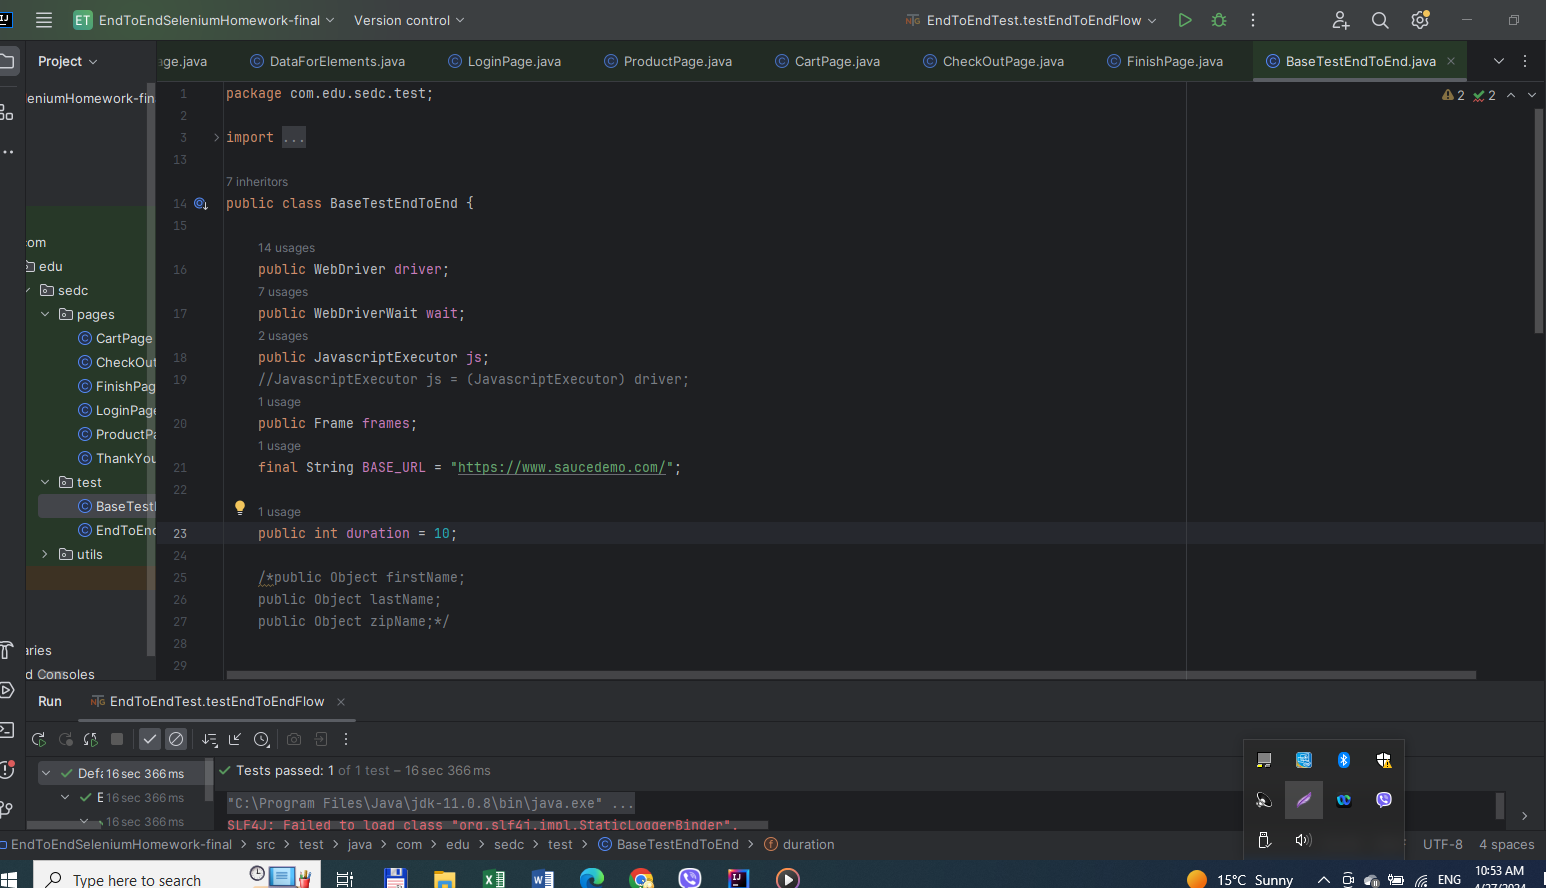 ET EndToEndSeleniumHomework-final Version control EndToEndTest.testEndToEndFlow
Project age.java DataForElements.java LoginPage.java ProductPage.java CartPage.java CheckOutPage.java FinishPage.java BaseTestEndToEnd.java
eniumHomework-fin
com
edu
sedc
pages
CartPage
CheckOut
FinishPag
LoginPage
ProductPa
ThankYou
test
BaseTestE
EndToEnd
utils
aries
d Consoles
2 2
1 package com.edu.sedc.test;
2
3 import ...
13
7 inheritors
14 public class BaseTestEndToEnd {
15
14 usages
16 public WebDriver driver;
7 usages
17 public WebDriverWait wait;
2 usages
18 public JavascriptExecutor js;
19 //JavascriptExecutor js = (JavascriptExecutor) driver;
1 usage
20 public Frame frames;
1 usage
21 final String BASE_URL = "https://www.saucedemo.com/";
22
1 usage
23 public int duration = 10;
24
25 /*public Object firstName;
26 public Object lastName;
27 public Object zipName;*/
28
29
Run EndToEndTest.testEndToEndFlow
Defa 16 sec 366 ms
E 16 sec 366 ms
16 sec 366 ms
Tests passed: 1 of 1 test – 16 sec 366 ms
"C:\Program Files\Java\jdk-11.0.8\bin\java.exe" ...
SLF4J: Failed to load class "org.slf4j.impl.StaticLoggerBinder".
EndToEndSeleniumHomework-final > src > test > java > com > edu > sedc > test > BaseTestEndToEnd > duration UTF-8 4 spaces
Type here to search
15°C Sunny ENG 10:53 AM
4/27/2024